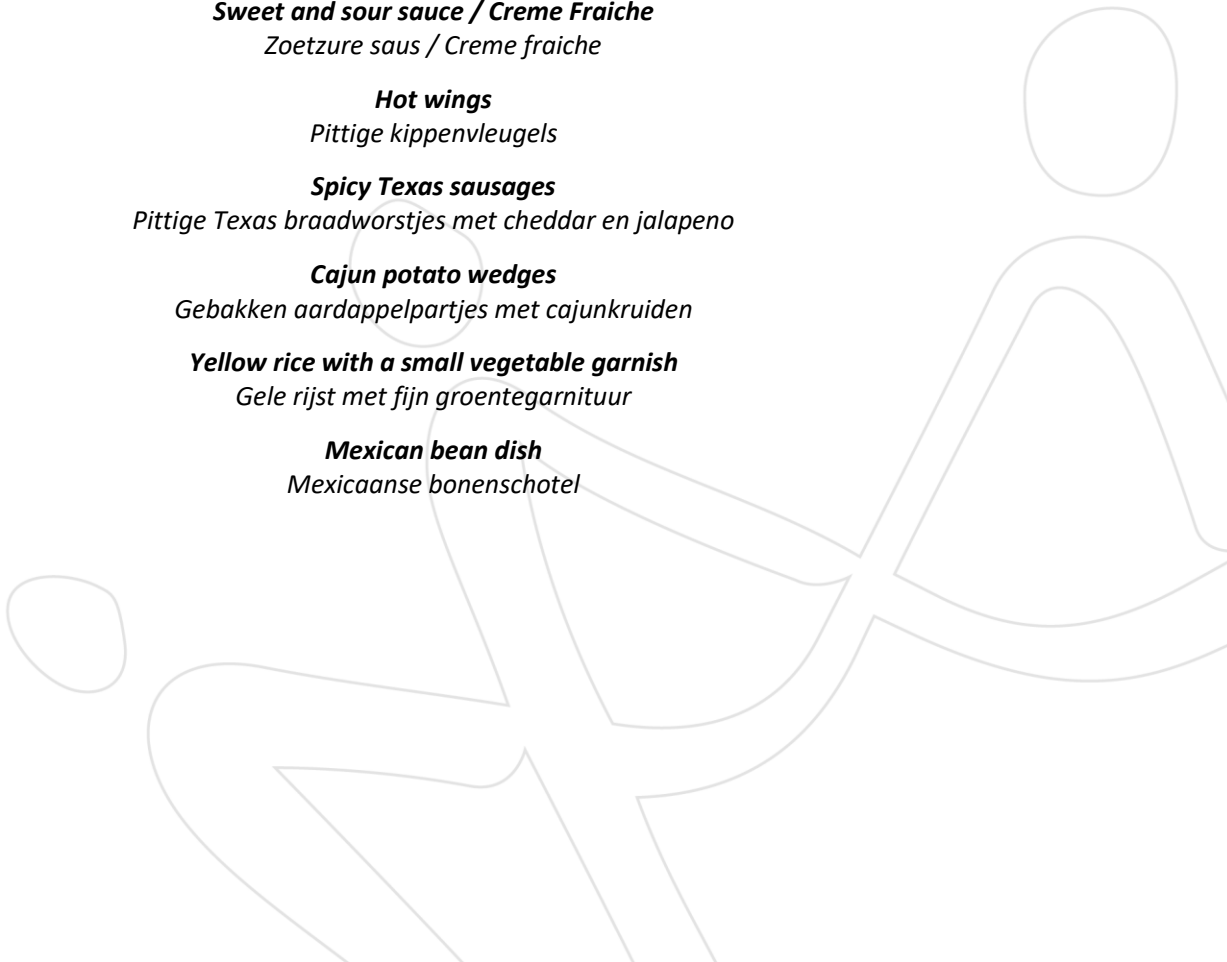 Sweet and sour sauce / Creme Fraiche
Zoetzure saus / Creme fraiche
Hot wings
Pittige kippenvleugels
Spicy Texas sausages
Pittige Texas braadworstjes met cheddar en jalapeno
Cajun potato wedges
Gebakken aardappelpartjes met cajunkruiden
Yellow rice with a small vegetable garnish
Gele rijst met fijn groentegarnituur
Mexican bean dish
Mexicaanse bonenschotel